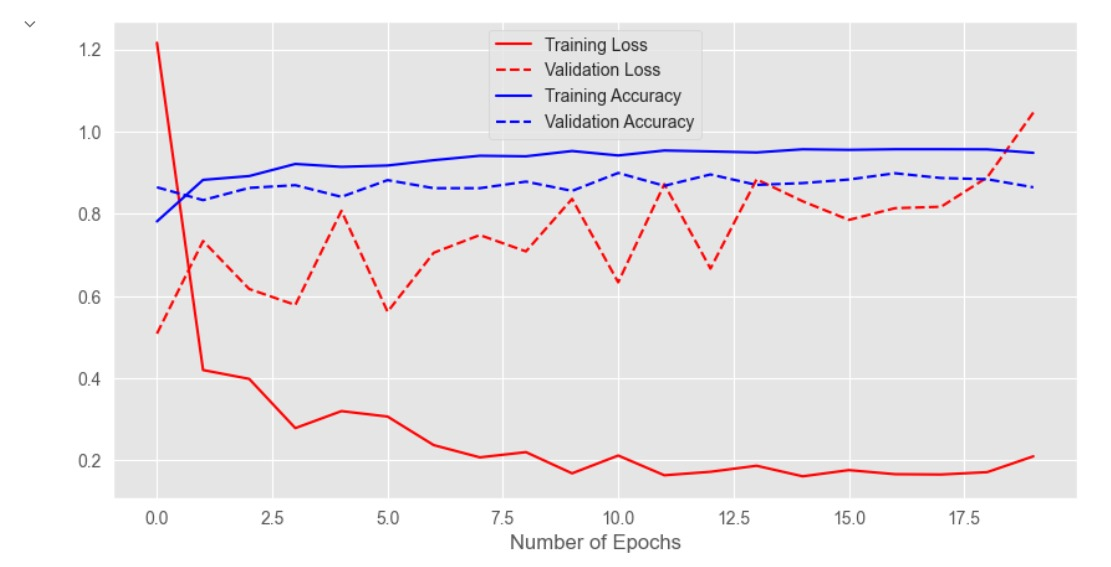 1.2
1.0
0.8
0.6
0.4
0.2
Training Loss
Validation Loss
Training Accuracy
Validation Accuracy
0.0 2.5 5.0 7.5 10.0 12.5 15.0 17.5
Number of Epochs